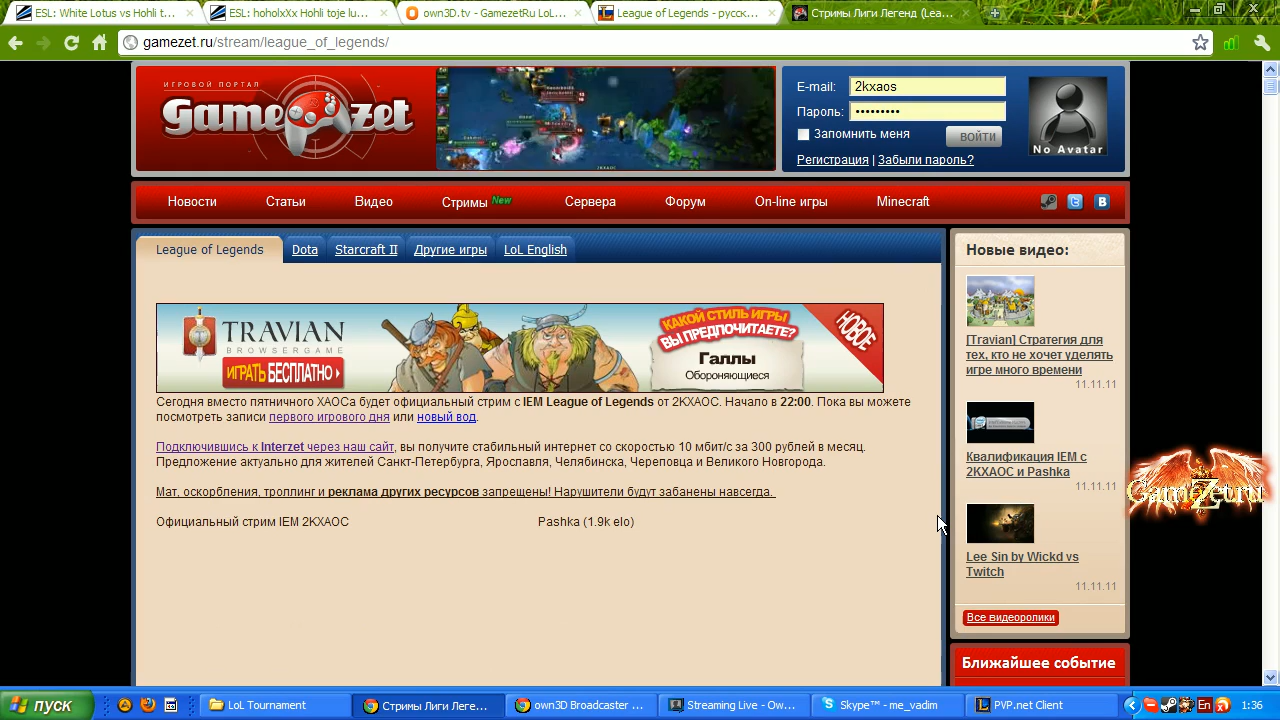 ESL: White Lotus vs Hohli t...
ESL: hoholxXx Hohli toje lu...
own3D.tv - GamezetRu LoL...
League of Legends - русск...
Стримы Лиги Легенд (Lea...
gamezet.ru/stream/league_of_legends/
ИГРОВОЙ ПОРТАЛ
GameZet
2KXAOC
E-mail: 2kxaos
Пароль: •••••••••
Запомнить меня
ВОЙТИ
Регистрация | Забыли пароль?
No Avatar
Новости Статьи Видео Стримы New Сервера Форум On-line игры Minecraft
League of Legends Dota Starcraft II Другие игры LoL English
TRAVIAN
BROWSERGAME
ИГРАТЬ БЕСПЛАТНО
КАКОЙ СТИЛЬ ИГРЫ
ВЫ ПРЕДПОЧИТАЕТЕ?
Галлы
Обороняющиеся
НОВОЕ
Сегодня вместо пятничного ХАОСа будет официальный стрим с IEM League of Legends от 2КХАОС. Начало в 22:00. Пока вы можете
посмотреть записи первого игрового дня или новый вод.
Подключившись к Interzet через наш сайт, вы получите стабильный интернет со скоростью 10 мбит/с за 300 рублей в месяц.
Предложение актуально для жителей Санкт-Петербурга, Ярославля, Челябинска, Череповца и Великого Новгорода.
Мат, оскорбления, троллинг и реклама других ресурсов запрещены! Нарушители будут забанены навсегда.
Официальный стрим IEM 2КХАОС
Pashka (1.9k elo)
Новые видео:
[Travian] Стратегия для
тех, кто не хочет уделять
игре много времени
11.11.11
Квалификация IEM с
2КХАОС и Pashka
11.11.11
Lee Sin by Wickd vs
Twitch
11.11.11
Все видеоролики
Ближайшее событие
GameZet.ru
пуск
LoL Tournament
Стримы Лиги Леге...
own3D Broadcaster ...
Streaming Live - Ow...
Skype™ - me_vadim
PVP.net Client
En
1:36